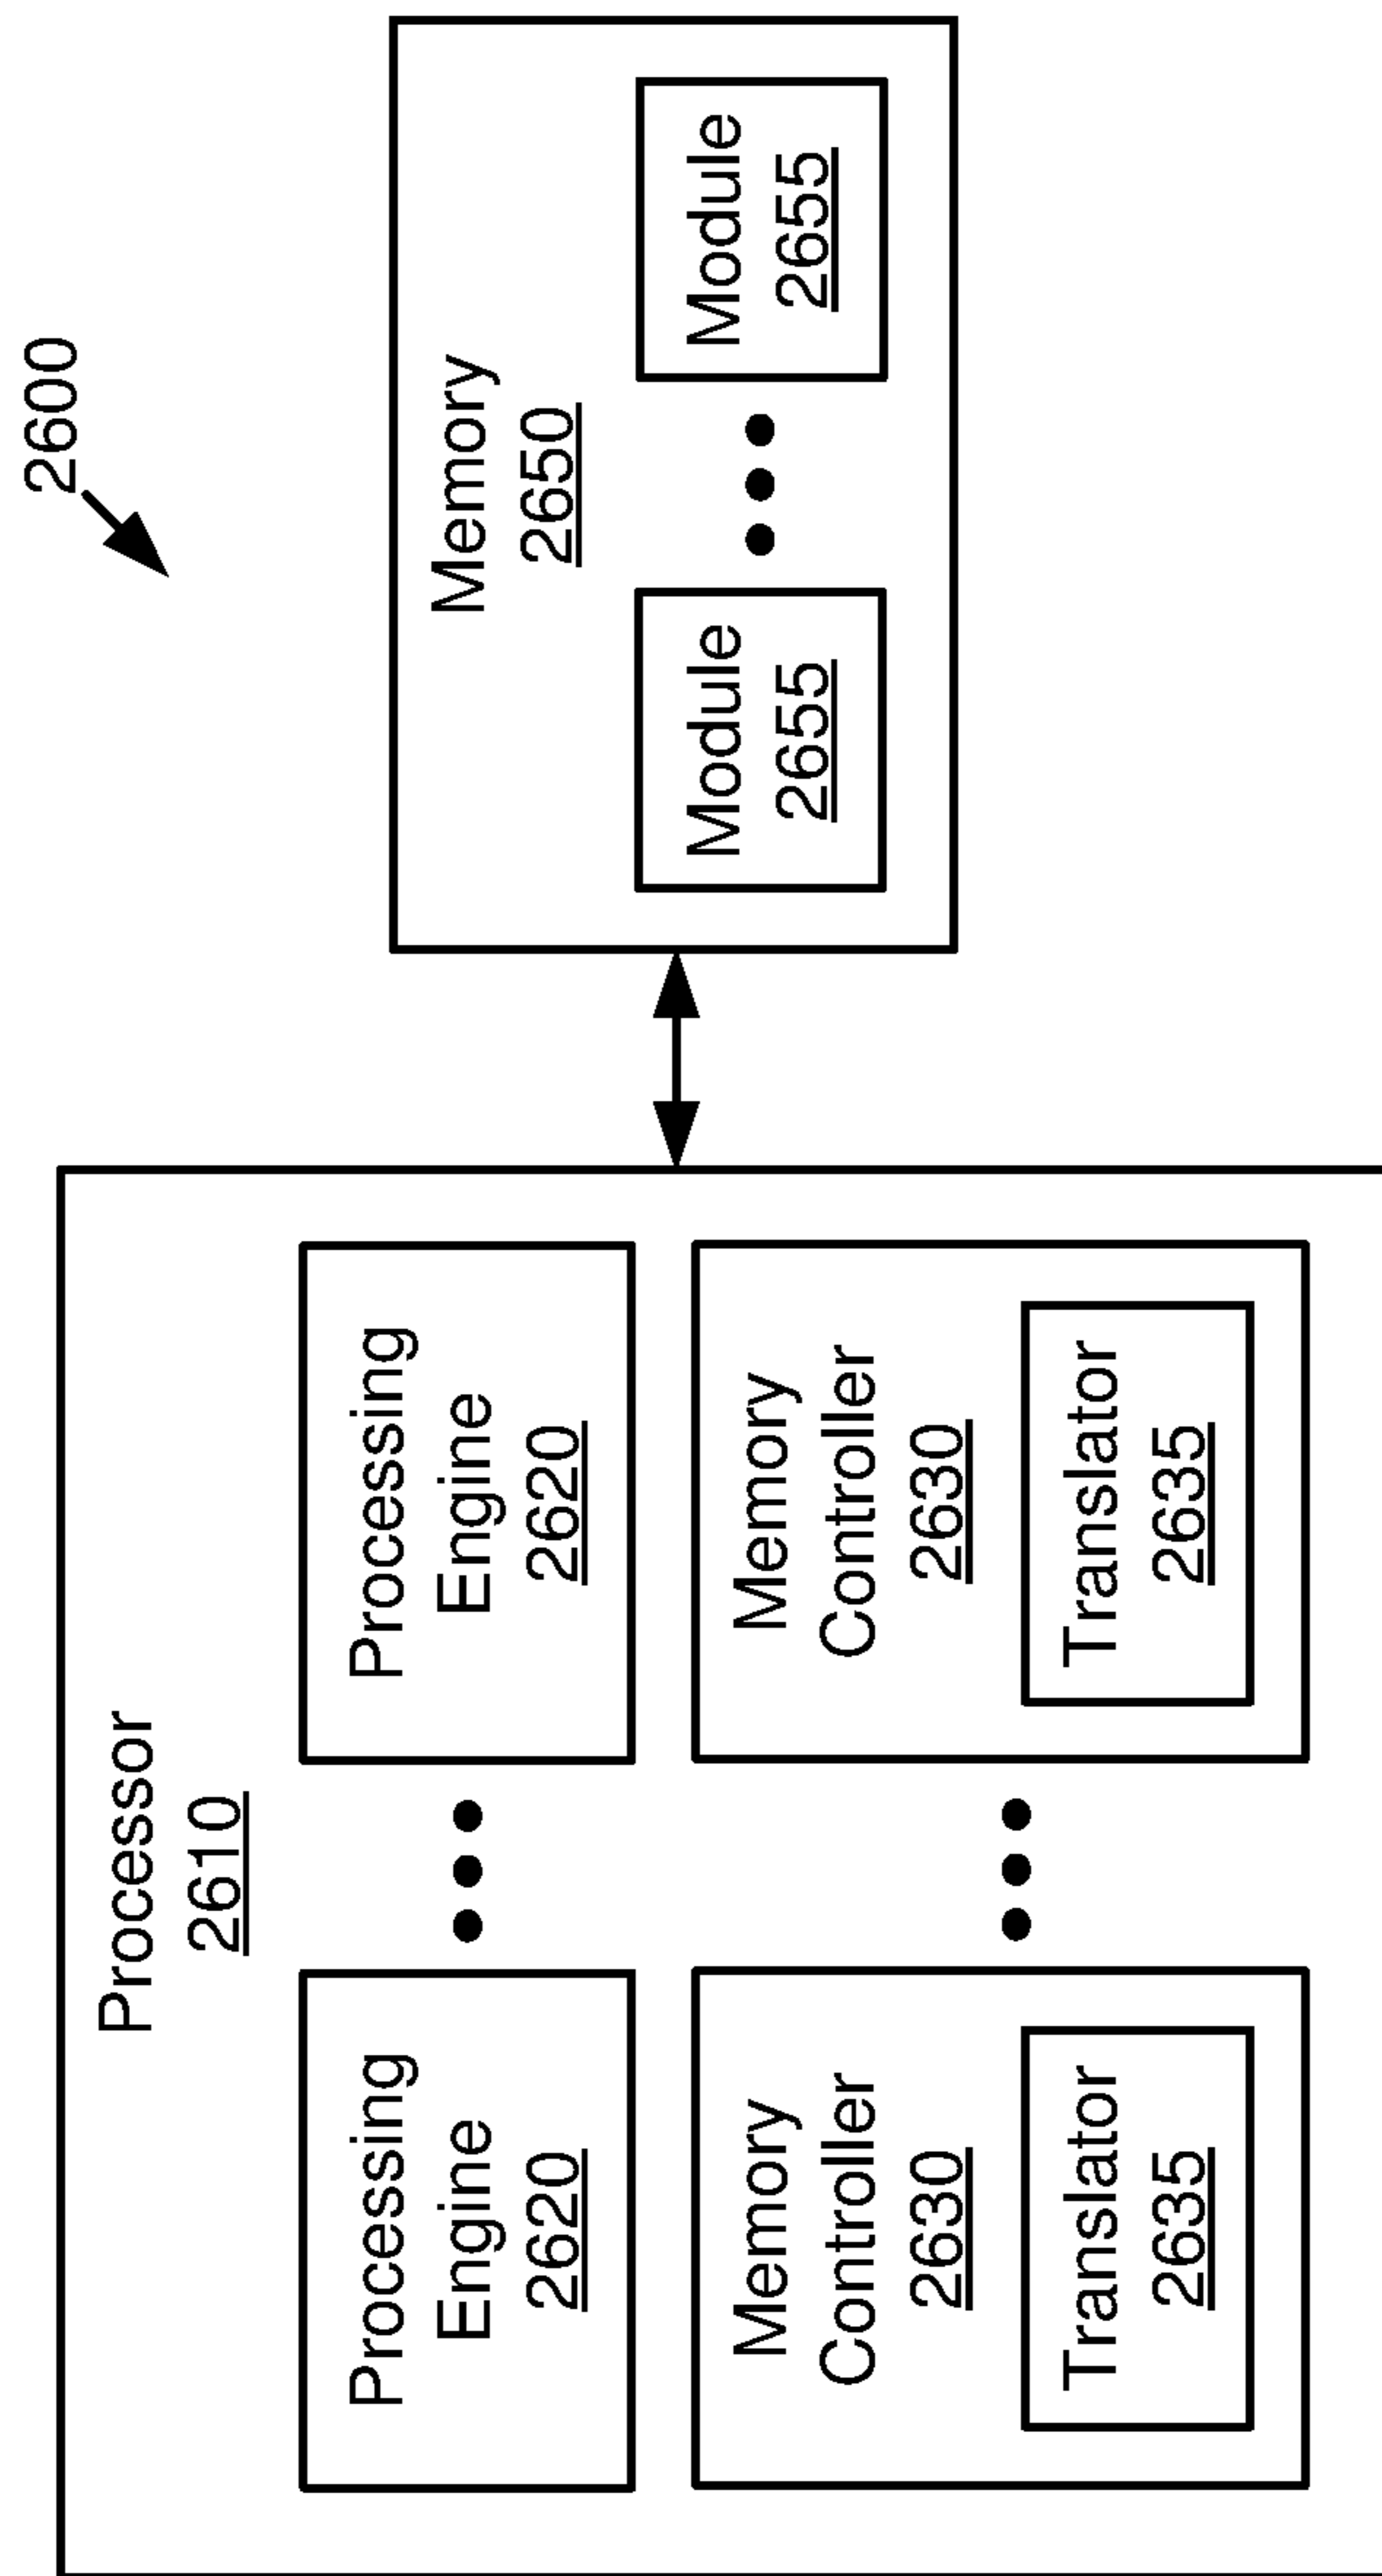 2600
Processor
2610
Processing
Engine
2620
Processing
Engine
2620
Memory
Controller
2630
Translator
2635
Memory
Controller
2630
Translator
2635
Memory
2650
Module
2655
Module
2655